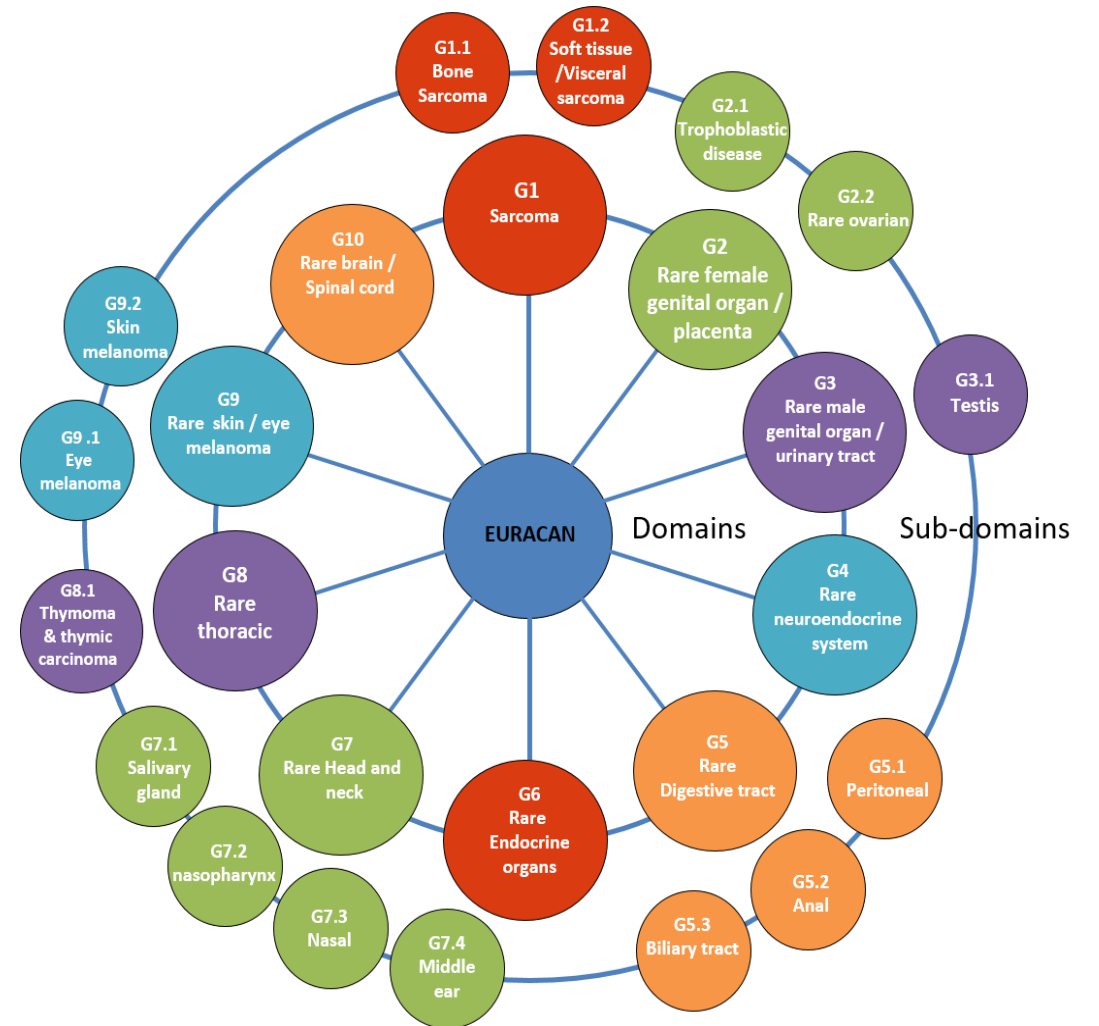 G1.1
Bone
Sarcoma
G1.2
Soft tissue
/Visceral
sarcoma
G2.1
Trophoblastic
disease
G2.2
Rare ovarian
G1
Sarcoma
G10
Rare brain /
Spinal cord
G2
Rare female
genital organ /
placenta
G9.2
Skin
melanoma
G9
Rare skin / eye
melanoma
G3
Rare male
genital organ /
urinary tract
G3.1
Testis
G9 .1
Eye
melanoma
EURACAN
Domains
Sub-domains
G8.1
Thymoma
& thymic
carcinoma
G8
Rare
thoracic
G4
Rare
neuroendocrine
system
G7.1
Salivary
gland
G7
Rare Head and
neck
G6
Rare
Endocrine
organs
G5
Rare
Digestive tract
G5.1
Peritoneal
G7.2
nasopharynx
G7.3
Nasal
G7.4
Middle
ear
G5.3
Biliary tract
G5.2
Anal